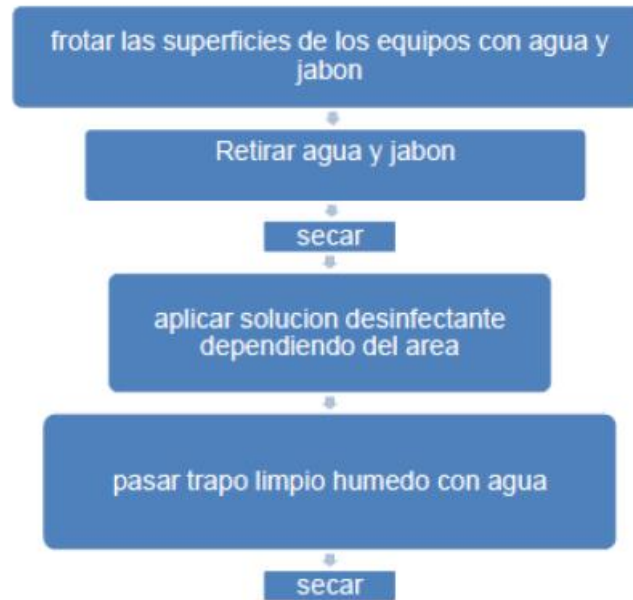 frotar las superficies de los equipos con agua y
jabon
Retirar agua y jabon
secar
aplicar solucion desinfectante
dependiendo del area
pasar trapo limpio humedo con agua
secar